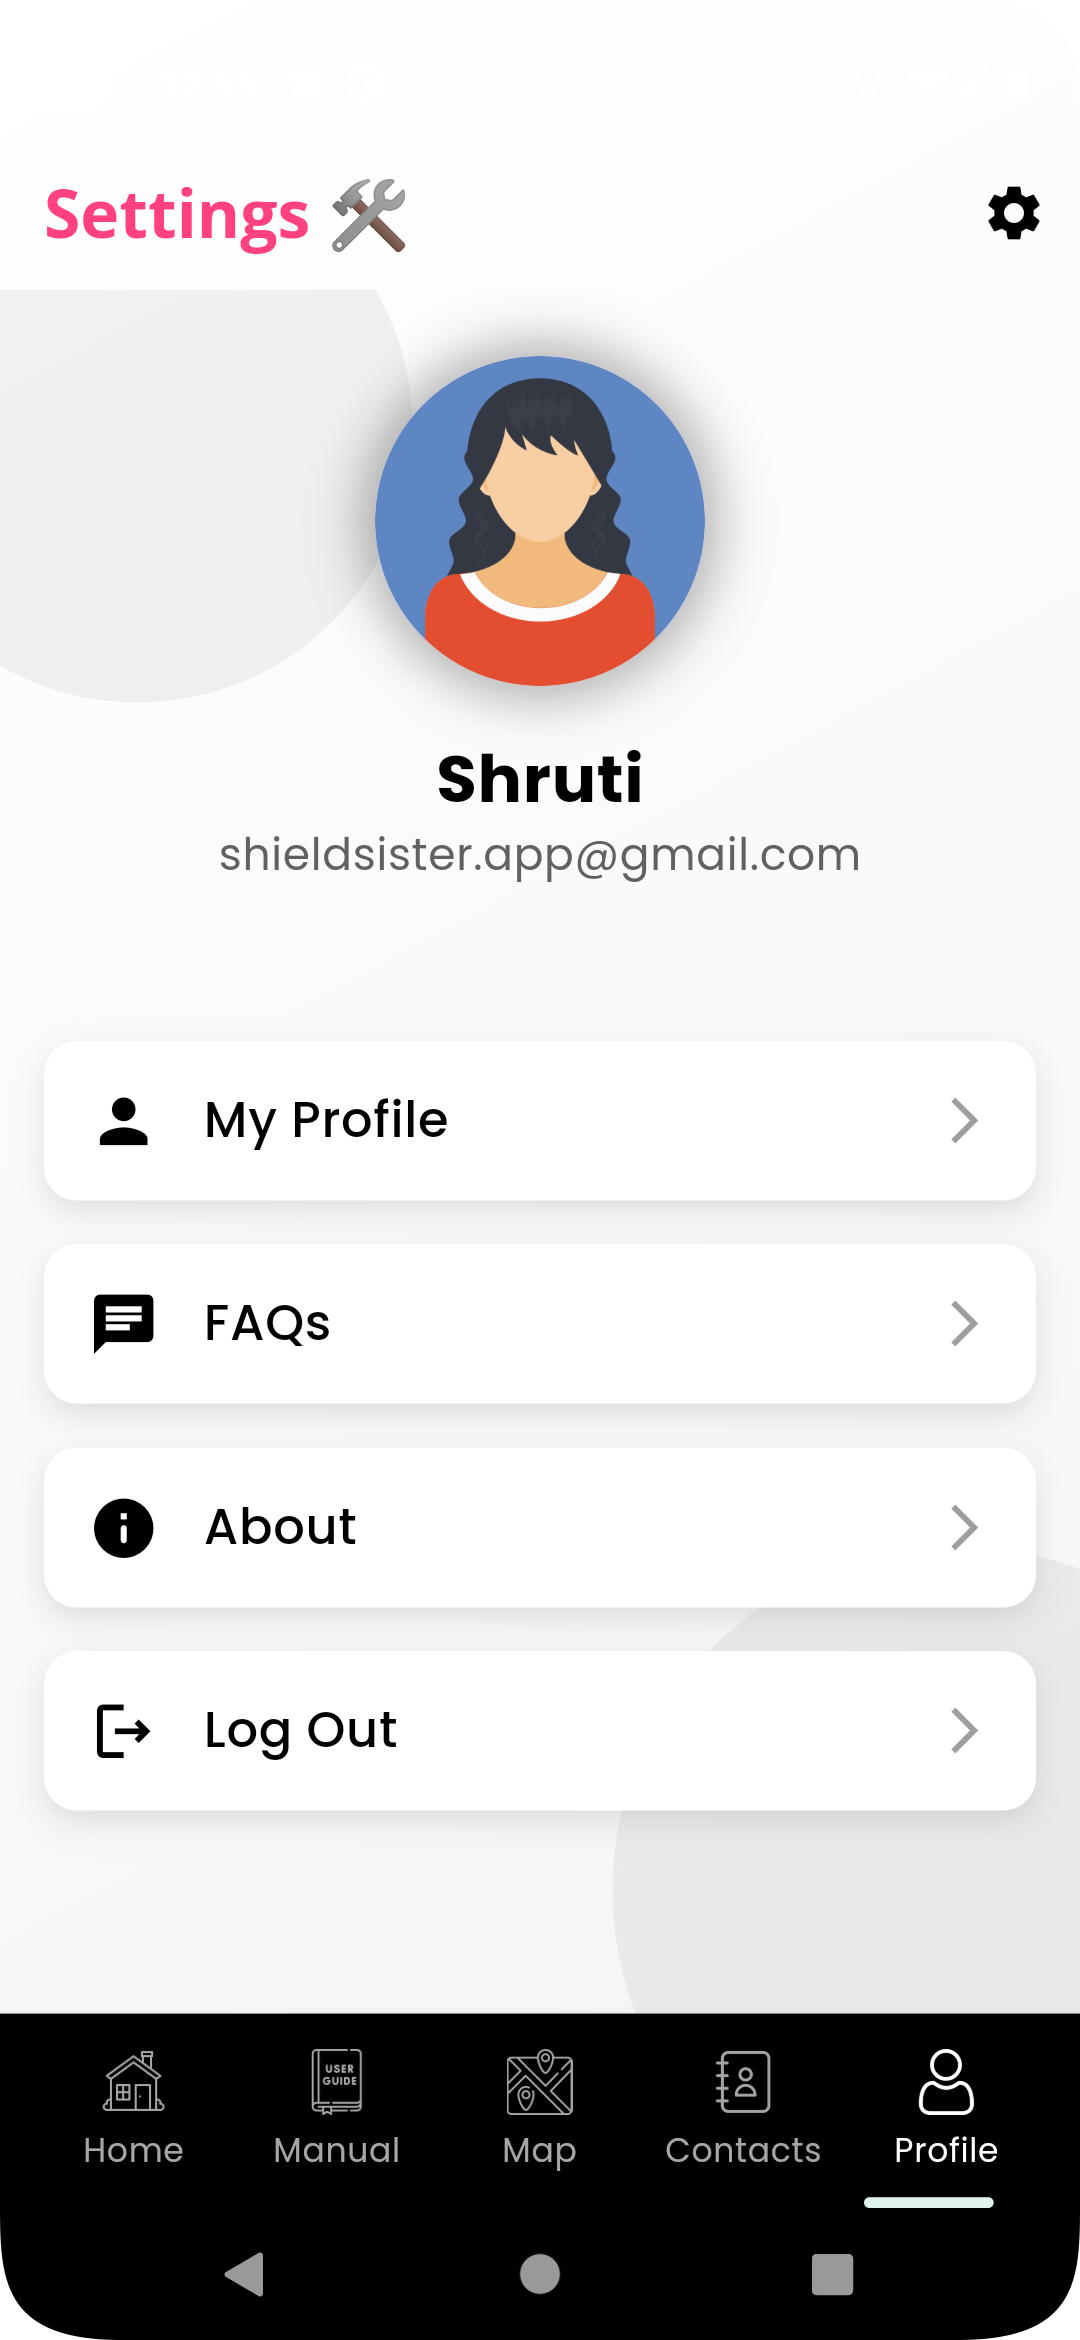 Settings 🛠️
Shruti
shieldsister.app@gmail.com
My Profile
FAQs
About
Log Out
USER
GUIDE
Home
Manual
Map
Contacts
Profile